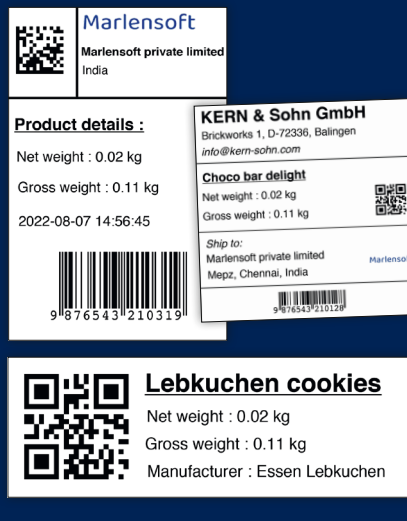 Marlensoft
Marlensoft private limited
India
Product details :
Net weight : 0.02 kg
Gross weight : 0.11 kg
2022-08-07 14:56:45
9 876543 210319
KERN & Sohn GmbH
Brickworks 1, D-72336, Balingen
info@kern-sohn.com
Choco bar delight
Net weight : 0.02 kg
Gross weight : 0.11 kg
Ship to:
Marlensoft private limited
Mepz, Chennai, India
Marlensof
9 876543 210128
Lebkuchen cookies
Net weight : 0.02 kg
Gross weight : 0.11 kg
Manufacturer : Essen Lebkuchen